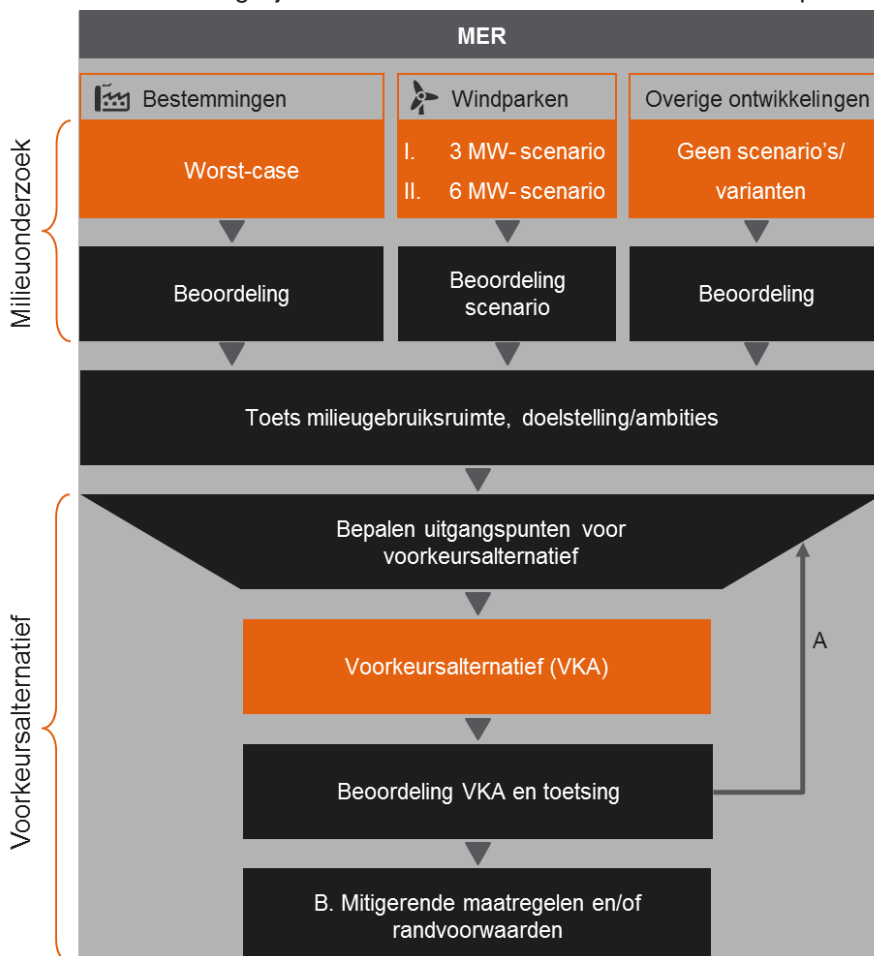 MER
Bestemmingen
Windparken
Overige ontwikkelingen
Milieuonderzoek
Worst-case
I. 3 MW- scenario
II. 6 MW- scenario
Geen scenario's/
varianten
Beoordeling
Beoordeling
scenario
Beoordeling
Toets milieugebruiksruimte, doelstelling/ambities
Voorkeursalternatief
Bepalen uitgangspunten voor
voorkeursalternatief
A
Voorkeursalternatief (VKA)
Beoordeling VKA en toetsing
B. Mitigerende maatregelen en/of
randvoorwaarden